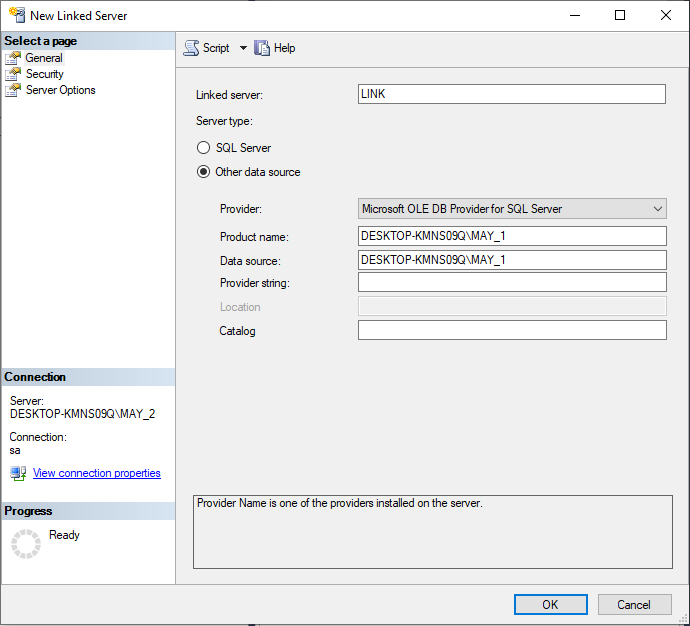 New Linked Server
Select a page
General
Security
Server Options
Script
Help
Linked server:
LINK
Server type:
SQL Server
Other data source
Provider:
Microsoft OLE DB Provider for SQL Server
Product name:
DESKTOP-KMNS09Q\MAY_1
Data source:
DESKTOP-KMNS09Q\MAY_1
Provider string:
Location
Catalog
Connection
Server:
DESKTOP-KMNS09Q\MAY_2
Connection:
sa
View connection properties
Progress
Ready
Provider Name is one of the providers installed on the server.
OK
Cancel